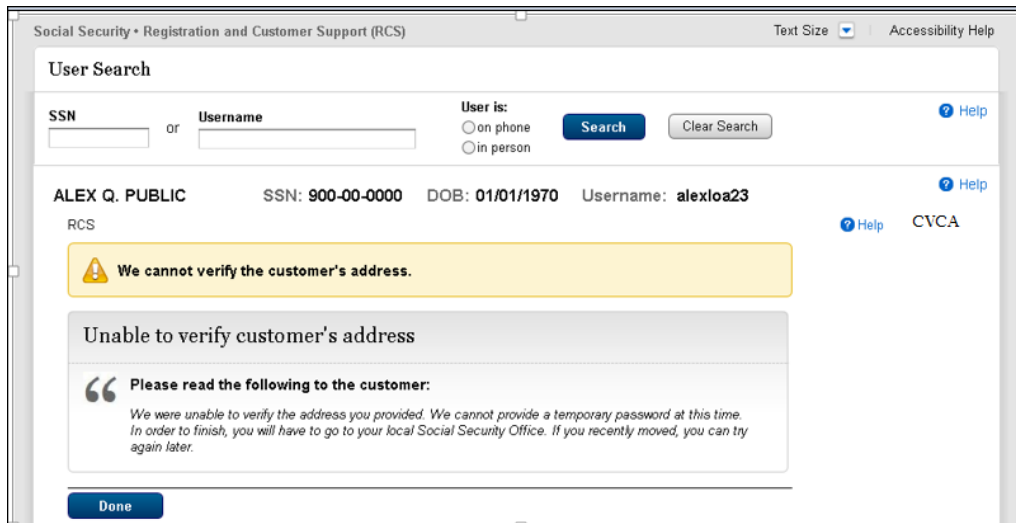 Social Security • Registration and Customer Support (RCS) Text Size Accessibility Help
User Search
SSN or Username User is: on phone in person Search Clear Search Help
ALEX Q. PUBLIC SSN: 900-00-0000 DOB: 01/01/1970 Username: alexloa23 Help
RCS Help CVCA
We cannot verify the customer's address.
Unable to verify customer's address
Please read the following to the customer:
We were unable to verify the address you provided. We cannot provide a temporary password at this time.
In order to finish, you will have to go to your local Social Security Office. If you recently moved, you can try
again later.
Done